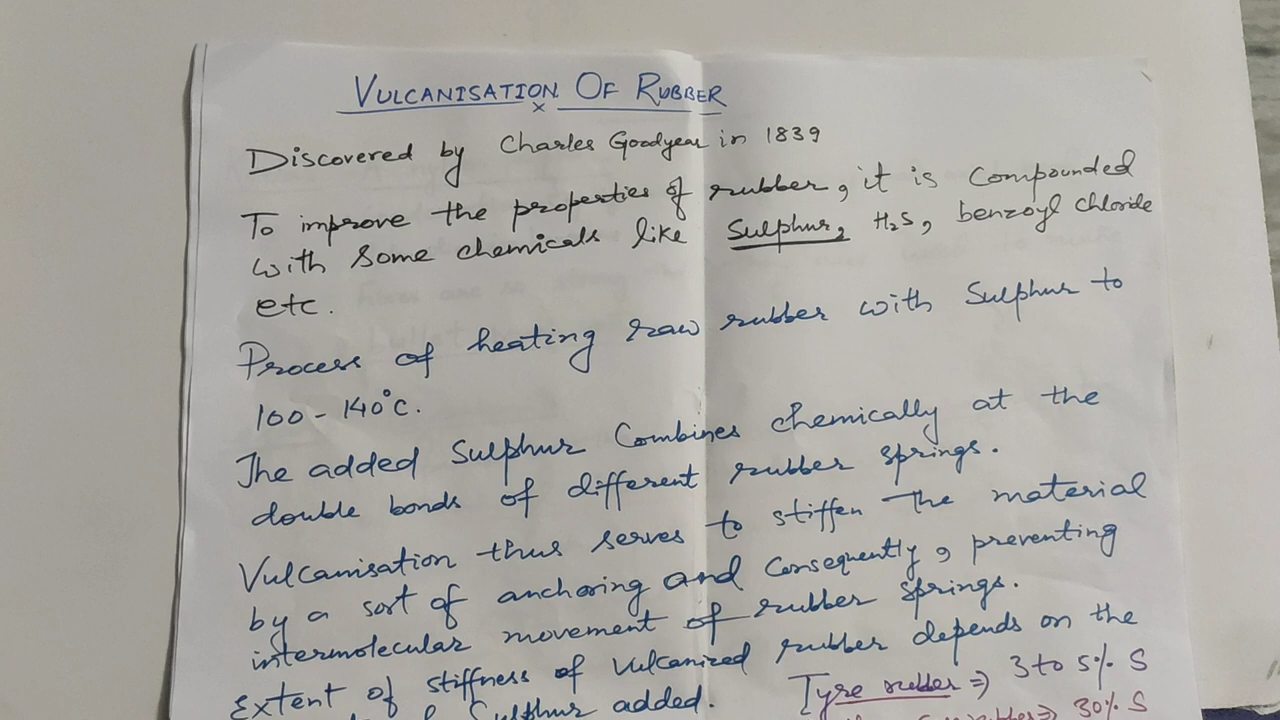 VULCANISATION OF RUBBER
x
Discovered by Charles Goodyear in 1839
To improve the properties of rubber, it is Compounded
with Some chemicals like Sulphur, H₂S, benzoyl chloride
etc.
Process of heating raw rubber with Sulphur to
100 - 140°C.
The added Sulphur Combines chemically at the
double bonds of different rubber springs.
Vulcanisation thus serves to stiffen The material
by a sort of anchoring and Consequently, preventing
intermolecular movement of rubber springs.
Extent of stiffness of Vulcanized rubber depends on the
Sulphur added.
Tyre rubber ⇒ 3 to 5% S
⇒ 30% S